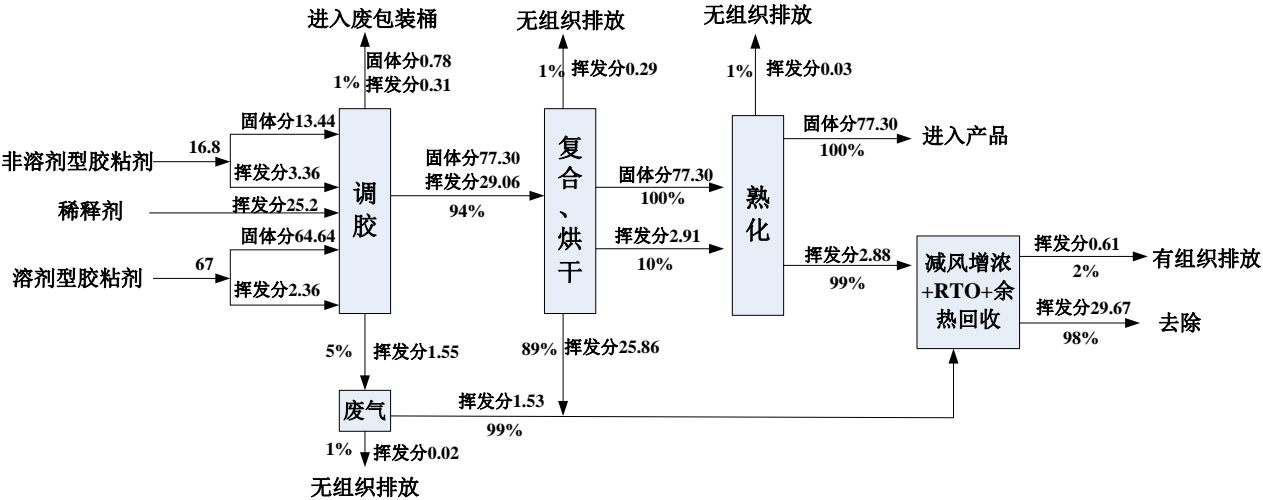 进入废包装桶
固体分0.78
1%
挥发分0.31
无组织排放
1%
挥发分0.29
无组织排放
1%
挥发分0.03
非溶剂型胶粘剂
16.8
固体分13.44
挥发分3.36
稀释剂
挥发分25.2
溶剂型胶粘剂
67
固体分64.64
挥发分2.36
调胶
固体分77.30
挥发分29.06
94%
复合、烘干
固体分77.30
100%
挥发分2.91
10%
熟化
固体分77.30
100%
进入产品
挥发分2.88
99%
减风增浓
+RTO+余
热回收
挥发分0.61
2%
有组织排放
挥发分29.67
98%
去除
5%
挥发分1.55
89%
挥发分25.86
废气
挥发分1.53
99%
1%
挥发分0.02
无组织排放